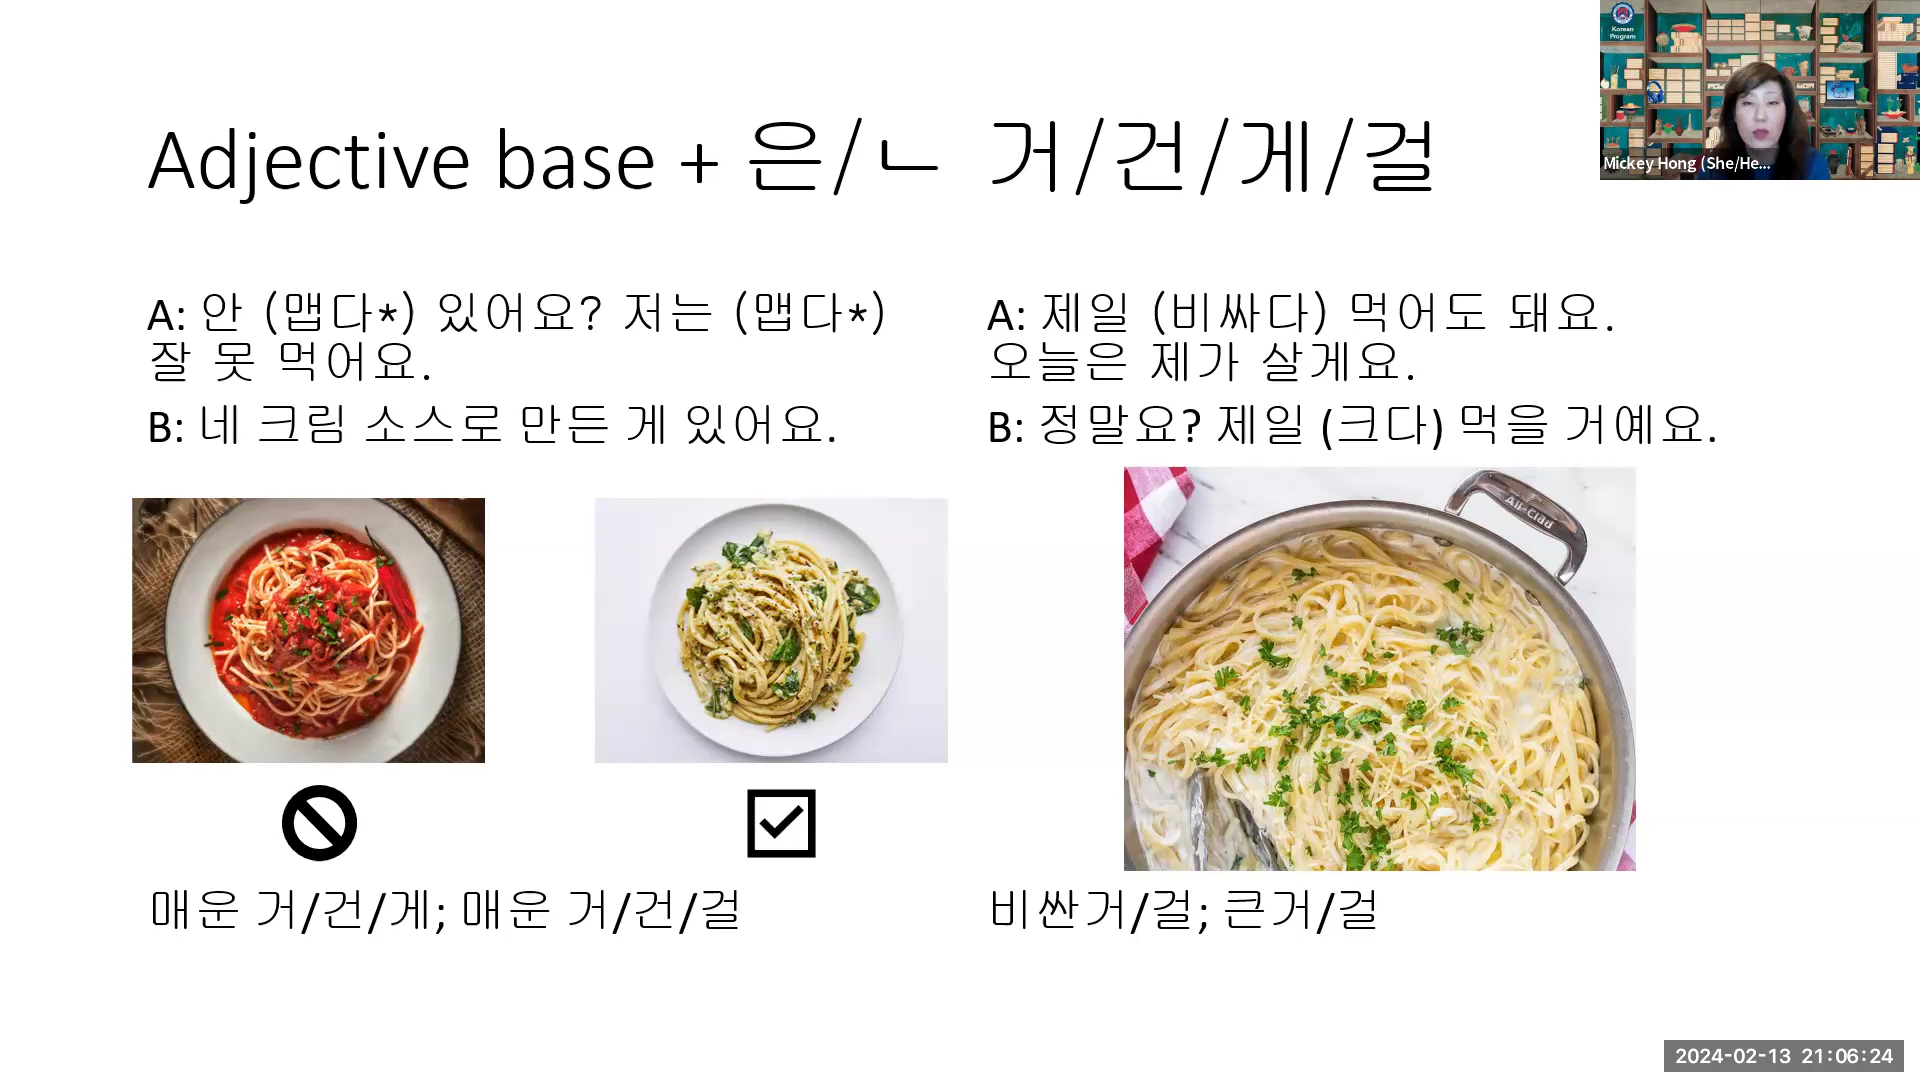 Korean
Program
Mickey Hong (She/He...
Adjective base + 은/ㄴ 거/건/게/걸
A: 안 (맵다*) 있어요? 저는 (맵다*)
잘 못 먹어요.
B: 네 크림 소스로 만든 게 있어요.
A: 제일 (비싸다) 먹어도 돼요.
오늘은 제가 살게요.
B: 정말요? 제일 (크다) 먹을 거예요.
All-Clad
매운 거/건/게; 매운 거/건/걸
비싼거/걸; 큰거/걸
2024-02-13 21:06:24